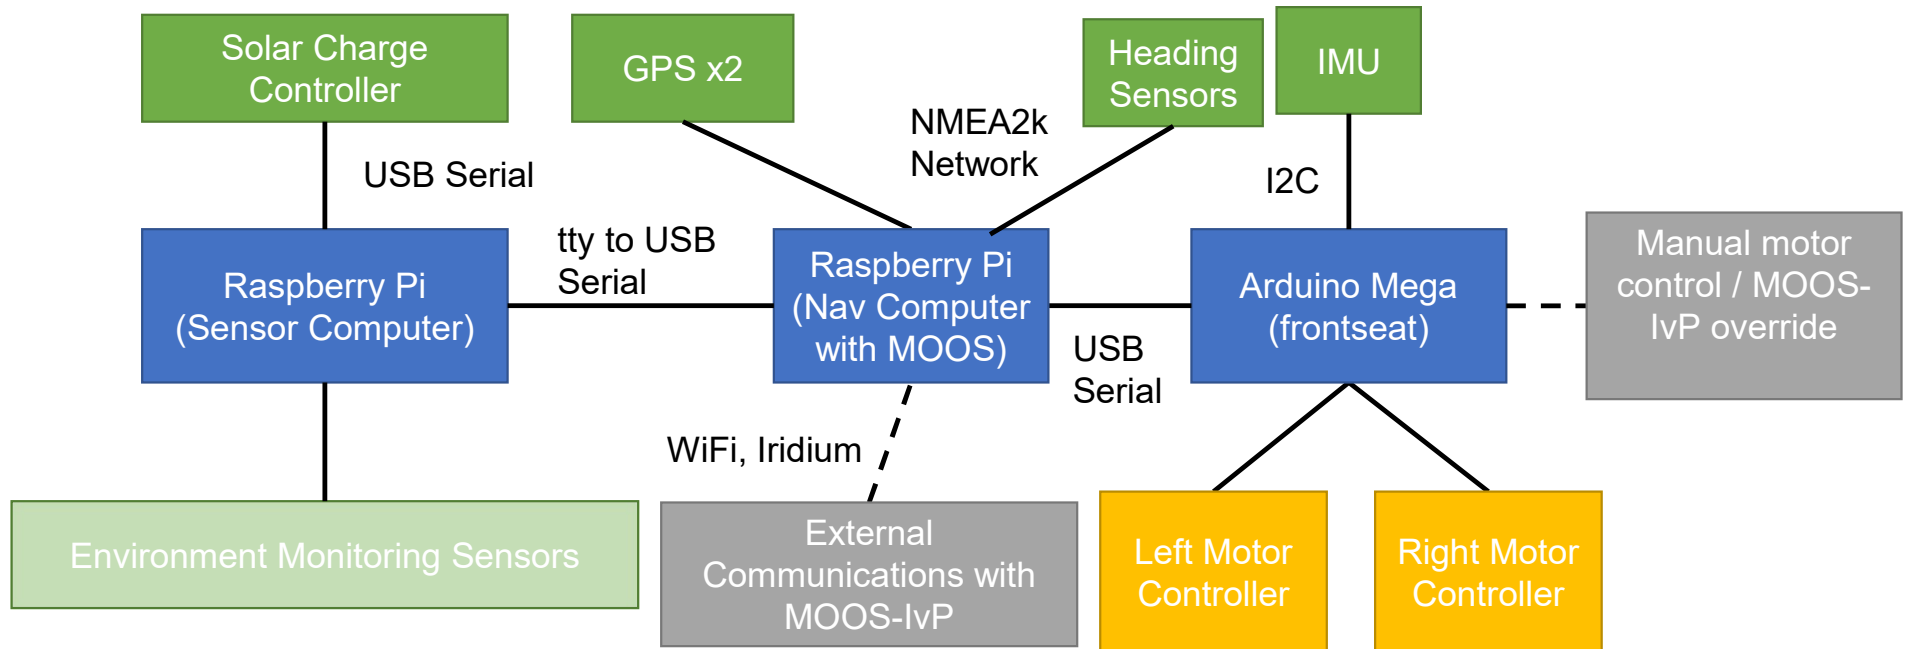 Solar Charge
Controller
GPS x2
Heading
Sensors
IMU
NMEA2k
Network
USB Serial
I2C
tty to USB
Serial
Raspberry Pi
(Sensor Computer)
Raspberry Pi
(Nav Computer
with MOOS)
Arduino Mega
(frontseat)
Manual motor
control / MOOS-
IvP override
USB
Serial
WiFi, Iridium
Environment Monitoring Sensors
External
Communications with
MOOS-IvP
Left Motor
Controller
Right Motor
Controller